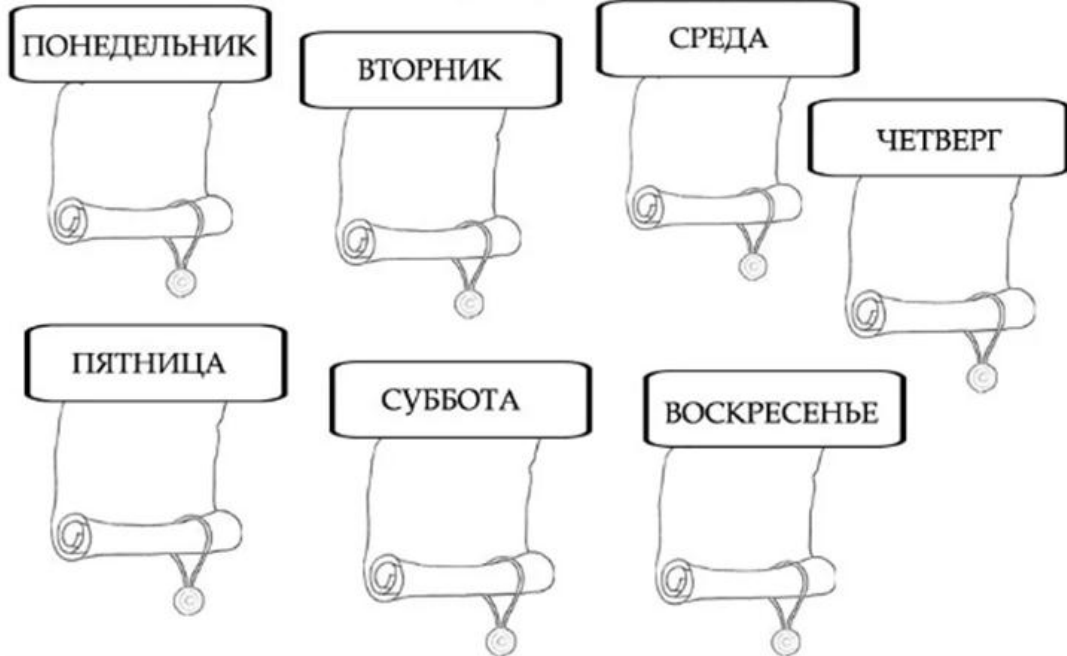 ПОНЕДЕЛЬНИК
ВТОРНИК
СРЕДА
ЧЕТВЕРГ
ПЯТНИЦА
СУББОТА
ВОСКРЕСЕНЬЕ